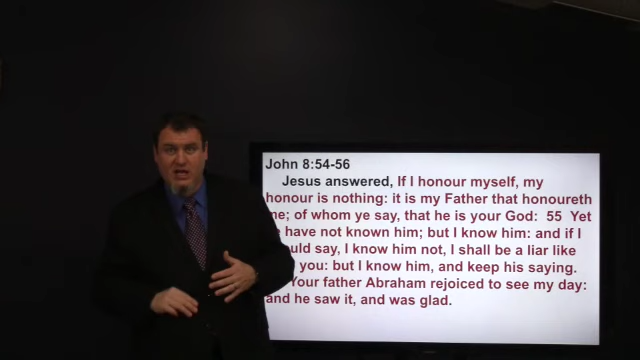 John 8:54-56
Jesus answered, If I honour myself, my
honour is nothing: it is my Father that honoureth
me; of whom ye say, that he is your God: 55 Yet
have not known him; but I know him: and if I
should say, I know him not, I shall be a liar like
you: but I know him, and keep his saying.
Your father Abraham rejoiced to see my day:
and he saw it, and was glad.